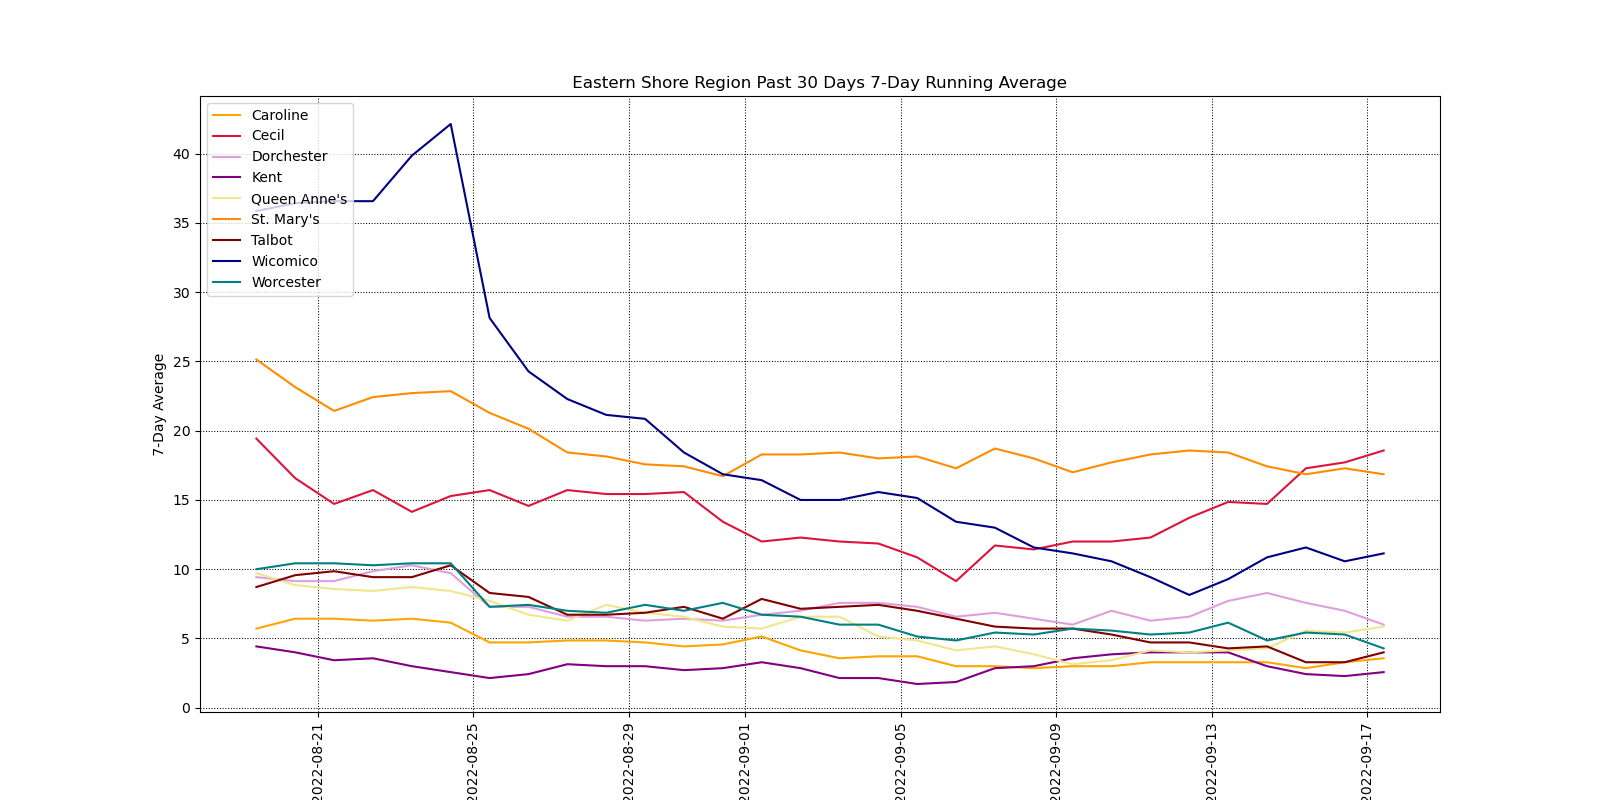 Eastern Shore Region Past 30 Days 7-Day Running Average
Caroline
Cecil
Dorchester
Kent
Queen Anne's
St. Mary's
Talbot
Wicomico
Worcester
7-Day Average
40
35
30
25
20
15
10
5
0
2022-08-21
2022-08-25
2022-08-29
2022-09-01
2022-09-05
2022-09-09
2022-09-13
2022-09-17